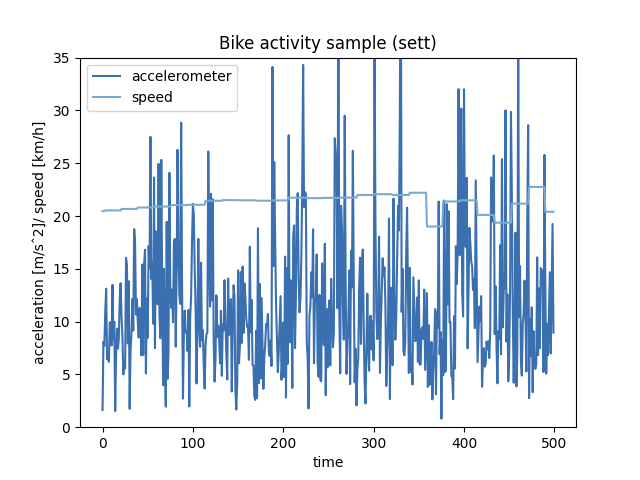 Bike activity sample (sett)
accelerometer
speed
acceleration [m/s^2]/ speed [km/h]
35
30
25
20
15
10
5
0
0 100 200 300 400 500
time